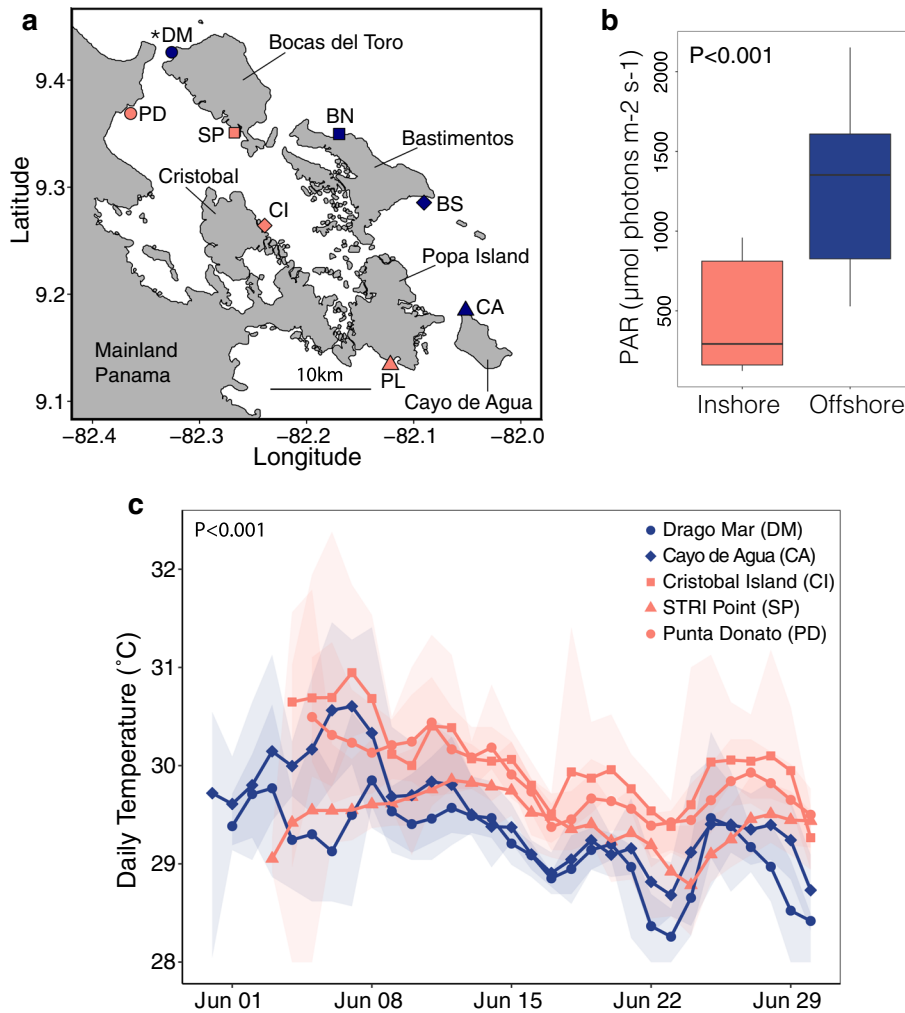 a
*DM
Bocas del Toro
PD
SP
BN
Bastimentos
Cristobal
CI
BS
Popa Island
CA
Mainland
Panama
10km
PL
Cayo de Agua
9.4
9.3
9.2
9.1
Latitude
−82.4 −82.3 −82.2 −82.1 −82.0
Longitude
b
P<0.001
PAR (µmol photons m-2 s-1)
2000
1500
1000
500
Inshore Offshore
c
P<0.001
Drago Mar (DM)
Cayo de Agua (CA)
Cristobal Island (CI)
STRI Point (SP)
Punta Donato (PD)
Daily Temperature (˚C)
32
31
30
29
28
Jun 01 Jun 08 Jun 15 Jun 22 Jun 29